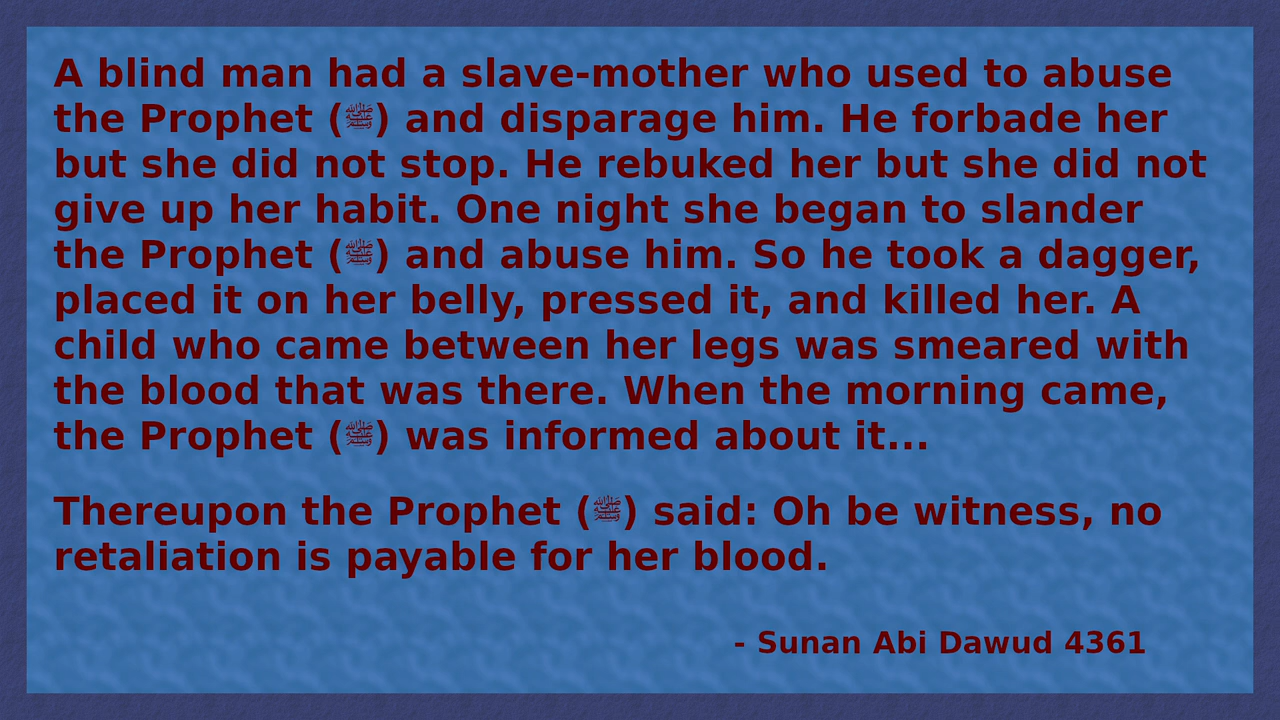 A blind man had a slave-mother who used to abuse
the Prophet (ﷺ) and disparage him. He forbade her
but she did not stop. He rebuked her but she did not
give up her habit. One night she began to slander
the Prophet (ﷺ) and abuse him. So he took a dagger,
placed it on her belly, pressed it, and killed her. A
child who came between her legs was smeared with
the blood that was there. When the morning came,
the Prophet (ﷺ) was informed about it...
Thereupon the Prophet (ﷺ) said: Oh be witness, no
retaliation is payable for her blood.
- Sunan Abi Dawud 4361